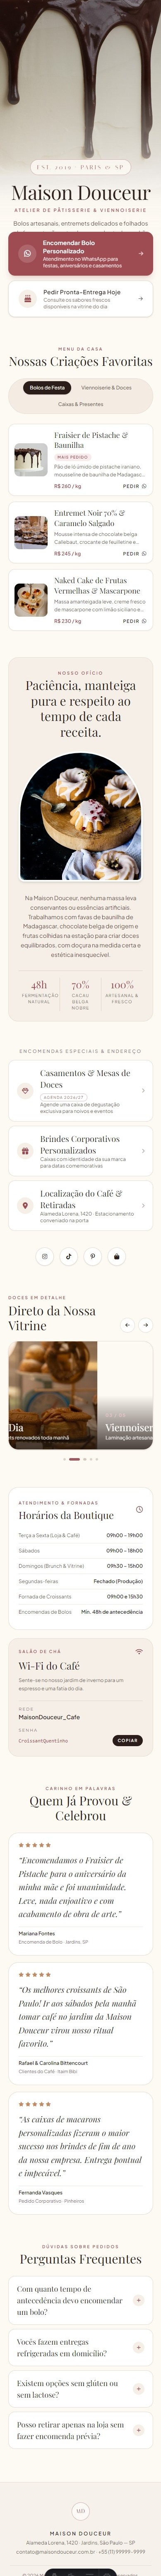 EST. 2019 · PARIS & SP
Maison Douceur
ATELIER DE PÂTISSERIE & VIENNOISERIE
Bolos artesanais, entremets delicados e folhados
Encomendar Bolo
Personalizado
Atendimento no WhatsApp para
festas, aniversários e casamentos
Pedir Pronta-Entrega Hoje
Consulte os sabores frescos
disponíveis na vitrine do dia
MENU DA CASA
Nossas Criações Favoritas
Bolos de Festa
Viennoiserie & Doces
Caixas & Presentes
Fraisier de Pistache &
Baunilha
MAIS PEDIDO
Pão de ló úmido de pistache iraniano,
mousseline de baunilha de Madagasc...
R$ 260 / kg
PEDIR
Entremet Noir 70% &
Caramelo Salgado
Mousse intensa de chocolate belga
Callebaut, crocante de feuilletine e...
R$ 245 / kg
PEDIR
Naked Cake de Frutas
Vermelhas & Mascarpone
Massa amanteigada leve, creme fresco
de mascarpone com limão siciliano e...
R$ 230 / kg
PEDIR
NOSSO OFÍCIO
Paciência, manteiga
pura e respeito ao
tempo de cada
receita.
Na Maison Douceur, nenhuma massa leva
conservantes ou essências artificiais.
Trabalhamos com favas de baunilha de
Madagascar, chocolate belga de origem e
frutas colhidas na estação para criar doces
equilibrados, com doçura na medida certa e
estética inesquecível.
48h
FERMENTAÇÃO
NATURAL
70%
CACAU
BELGA
NOBRE
100%
ARTESANAL &
FRESCO
ENCOMENDAS ESPECIAIS & ENDEREÇO
Casamentos & Mesas de
Doces
AGENDA 2026/27
Agende uma caixa de degustação
exclusiva para noivos e eventos
Brindes Corporativos
Personalizados
Caixas com identidade da sua marca
para datas comemorativas
Localização do Café &
Retiradas
Alameda Lorena, 1420 · Estacionamento
conveniado na porta
DOCES EM DETALHE
Direto da Nossa
Vitrine
Dia
ts renovados toda manhã
Viennoiser
Laminação artesana
ATENDIMENTO & FORNADAS
Horários da Boutique
Terça a Sexta (Loja & Café)
09h00 – 19h00
Sábados
09h00 – 18h00
Domingos (Brunch & Vitrine)
09h30 – 15h00
Segundas-feiras
Fechado (Produção)
Fornada de Croissants
09h00 e 15h30
Encomendas de Bolos
Mín. 48h de antecedência
SALÃO DE CHÁ
Wi-Fi do Café
Sente-se no nosso jardim de inverno para um
espresso e uma fatia do dia.
REDE
MaisonDouceur_Cafe
SENHA
CroissantQuentinho
COPIAR
CARINHO EM PALAVRAS
Quem Já Provou &
Celebrou
"Encomendamos o Fraisier de
Pistache para o aniversário da
minha mãe e foi unanimidade.
Leve, nada enjoativo e com
acabamento de obra de arte."
Mariana Fontes
Encomenda de Bolo · Jardins, SP
"Os melhores croissants de São
Paulo! Ir aos sábados pela manhã
tomar café no jardim da Maison
Douceur virou nosso ritual
favorito."
Rafael & Carolina Bittencourt
Clientes do Café · Itaim Bibi
"As caixas de macarons
personalizadas fizeram o maior
sucesso nos brindes de fim de ano
da nossa empresa. Entrega pontual
e impecável."
Fernanda Vasques
Pedido Corporativo · Pinheiros
DÚVIDAS SOBRE PEDIDOS
Perguntas Frequentes
Com quanto tempo de
antecedência devo encomendar
um bolo?
Vocês fazem entregas
refrigeradas em domicílio?
Existem opções sem glúten ou
sem lactose?
Posso retirar apenas na loja sem
fazer encomenda prévia?
MD
MAISON DOUCEUR
Alameda Lorena, 1420 · Jardins, São Paulo — SP
contato@maisondouceur.com.br · +55 (11) 99999-9999